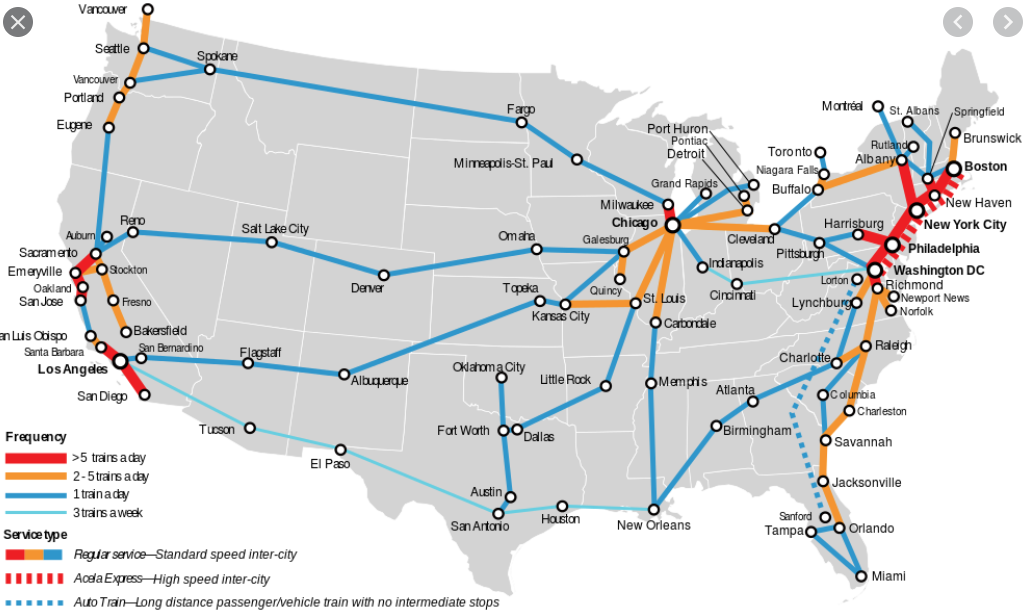 Vancouver
Seattle
Spokane
Vancouver
Portland
Eugene
Fargo
Minneapolis-St. Paul
Port Huron
Pontiac
Detroit
Grand Rapids
Milwaukee
Chicago
Montréal
St. Albans
Springfield
Brunswick
Rutland
Albany
Toronto
Niagara Falls
Buffalo
Boston
New Haven
New York City
Harrisburg
Philadelphia
Cleveland
Pittsburgh
Washington DC
Auburn
Reno
Sacramento
Emeryville
Stockton
Oakland
San Jose
Fresno
Salt Lake City
Denver
Omaha
Galesburg
Quincy
Indianapolis
Cincinnati
Lorton
Richmond
Newport News
Norfolk
Lynchburg
Topeka
Kansas City
St. Louis
Carbondale
Bakersfield
an Luis Obispo
Santa Barbara
San Bernardino
Los Angeles
San Diego
Flagstaff
Albuquerque
Oklahoma City
Little Rock
Memphis
Raleigh
Charlotte
Atlanta
Columbia
Charleston
Birmingham
Savannah
Tucson
El Paso
Fort Worth
Dallas
Austin
San Antonio
Houston
New Orleans
Jacksonville
Sanford
Tampa
Orlando
Miami
Frequency
>5 trains a day
2 - 5 trains a day
1 train a day
3 trains a week
Service type
Regular service—Standard speed inter-city
Acela Express—High speed inter-city
Auto Train—Long distance passenger/vehicle train with no intermediate stops